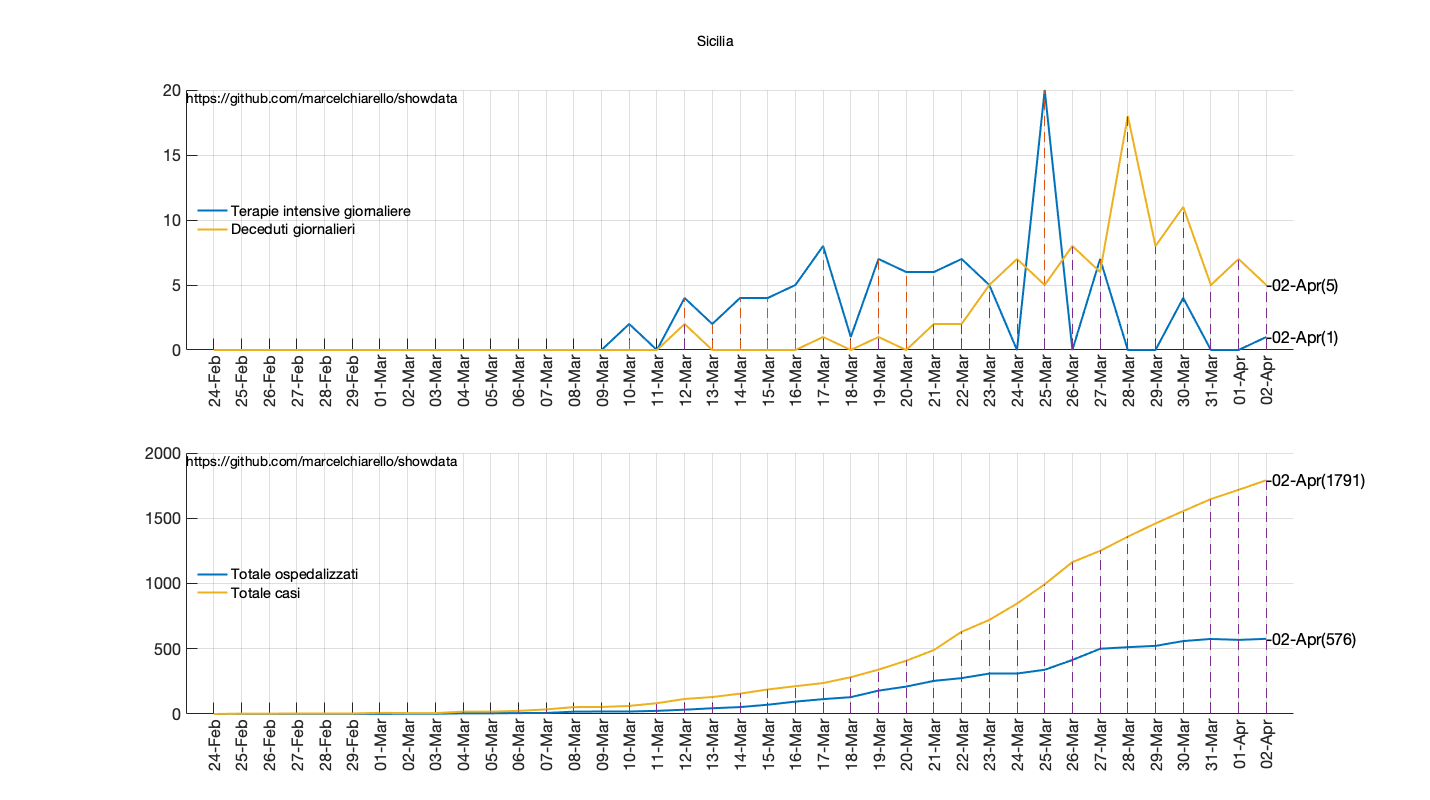 Sicilia
20
https://github.com/marcelchiarello/showdata
15
Terapie intensive giornaliere
10
Deceduti giornalieri
5
02-Apr(5)
02-Apr(1)
0
24-Feb 25-Feb 26-Feb 27-Feb 28-Feb 29-Feb 01-Mar 02-Mar 03-Mar 04-Mar 05-Mar 06-Mar 07-Mar 08-Mar 09-Mar 10-Mar 11-Mar 12-Mar 13-Mar 14-Mar 15-Mar 16-Mar 17-Mar 18-Mar 19-Mar 20-Mar 21-Mar 22-Mar 23-Mar 24-Mar 25-Mar 26-Mar 27-Mar 28-Mar 29-Mar 30-Mar 31-Mar 01-Apr 02-Apr
2000
https://github.com/marcelchiarello/showdata
02-Apr(1791)
1500
Totale ospedalizzati
1000
Totale casi
500
02-Apr(576)
0
24-Feb 25-Feb 26-Feb 27-Feb 28-Feb 29-Feb 01-Mar 02-Mar 03-Mar 04-Mar 05-Mar 06-Mar 07-Mar 08-Mar 09-Mar 10-Mar 11-Mar 12-Mar 13-Mar 14-Mar 15-Mar 16-Mar 17-Mar 18-Mar 19-Mar 20-Mar 21-Mar 22-Mar 23-Mar 24-Mar 25-Mar 26-Mar 27-Mar 28-Mar 29-Mar 30-Mar 31-Mar 01-Apr 02-Apr